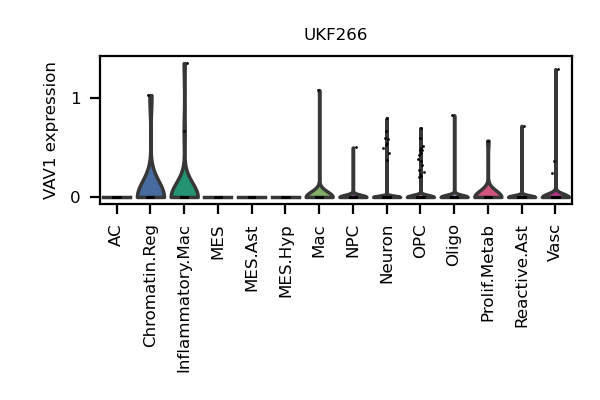 UKF266
VAV1 expression
1
0
AC
Chromatin.Reg
Inflammatory.Mac
MES
MES.Ast
MES.Hyp
Mac
NPC
Neuron
OPC
Oligo
Prolif.Metab
Reactive.Ast
Vasc